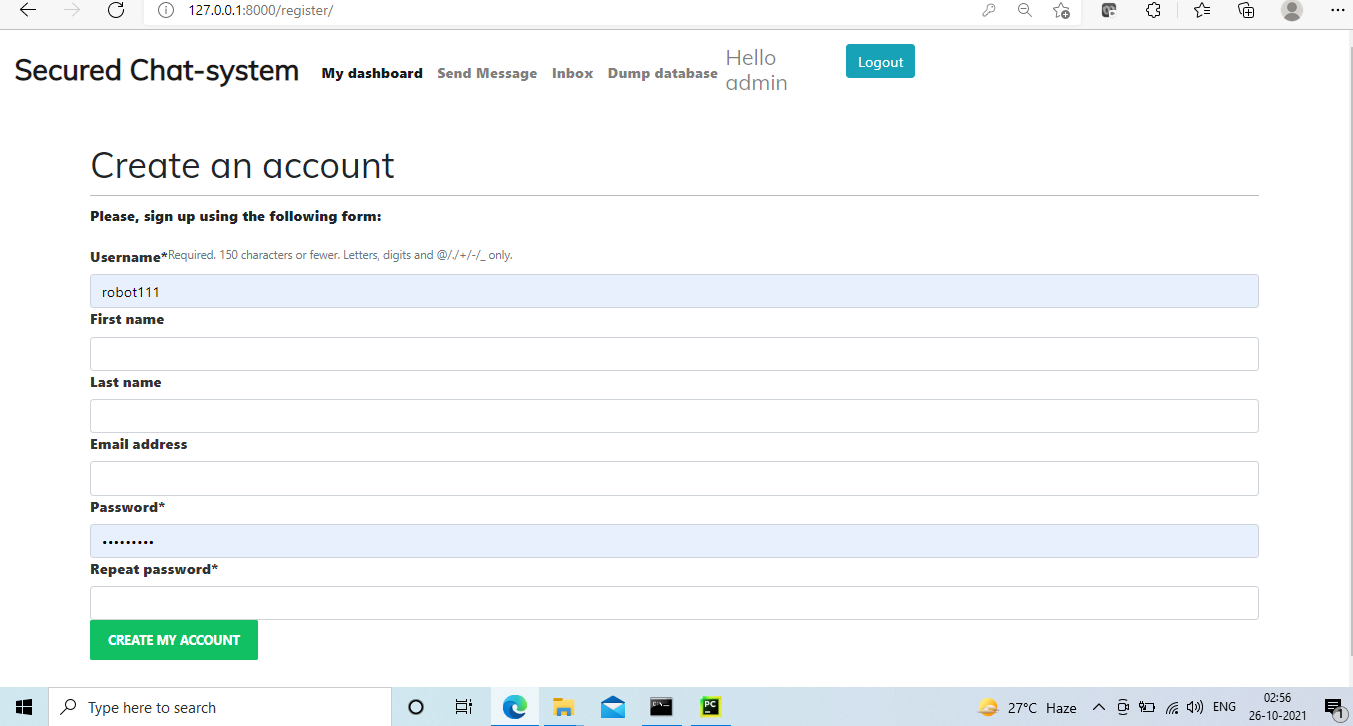 127.0.0.1:8000/register/
Secured Chat-system My dashboard Send Message Inbox Dump database Hello admin Logout
Create an account
Please, sign up using the following form:
Username*Required. 150 characters or fewer. Letters, digits and @/./+/-/_ only.
robot111
First name
Last name
Email address
Password*
•••••••••
Repeat password*
CREATE MY ACCOUNT
Type here to search
PC
27°C Haze
ENG
02:56
26-10-2021
1